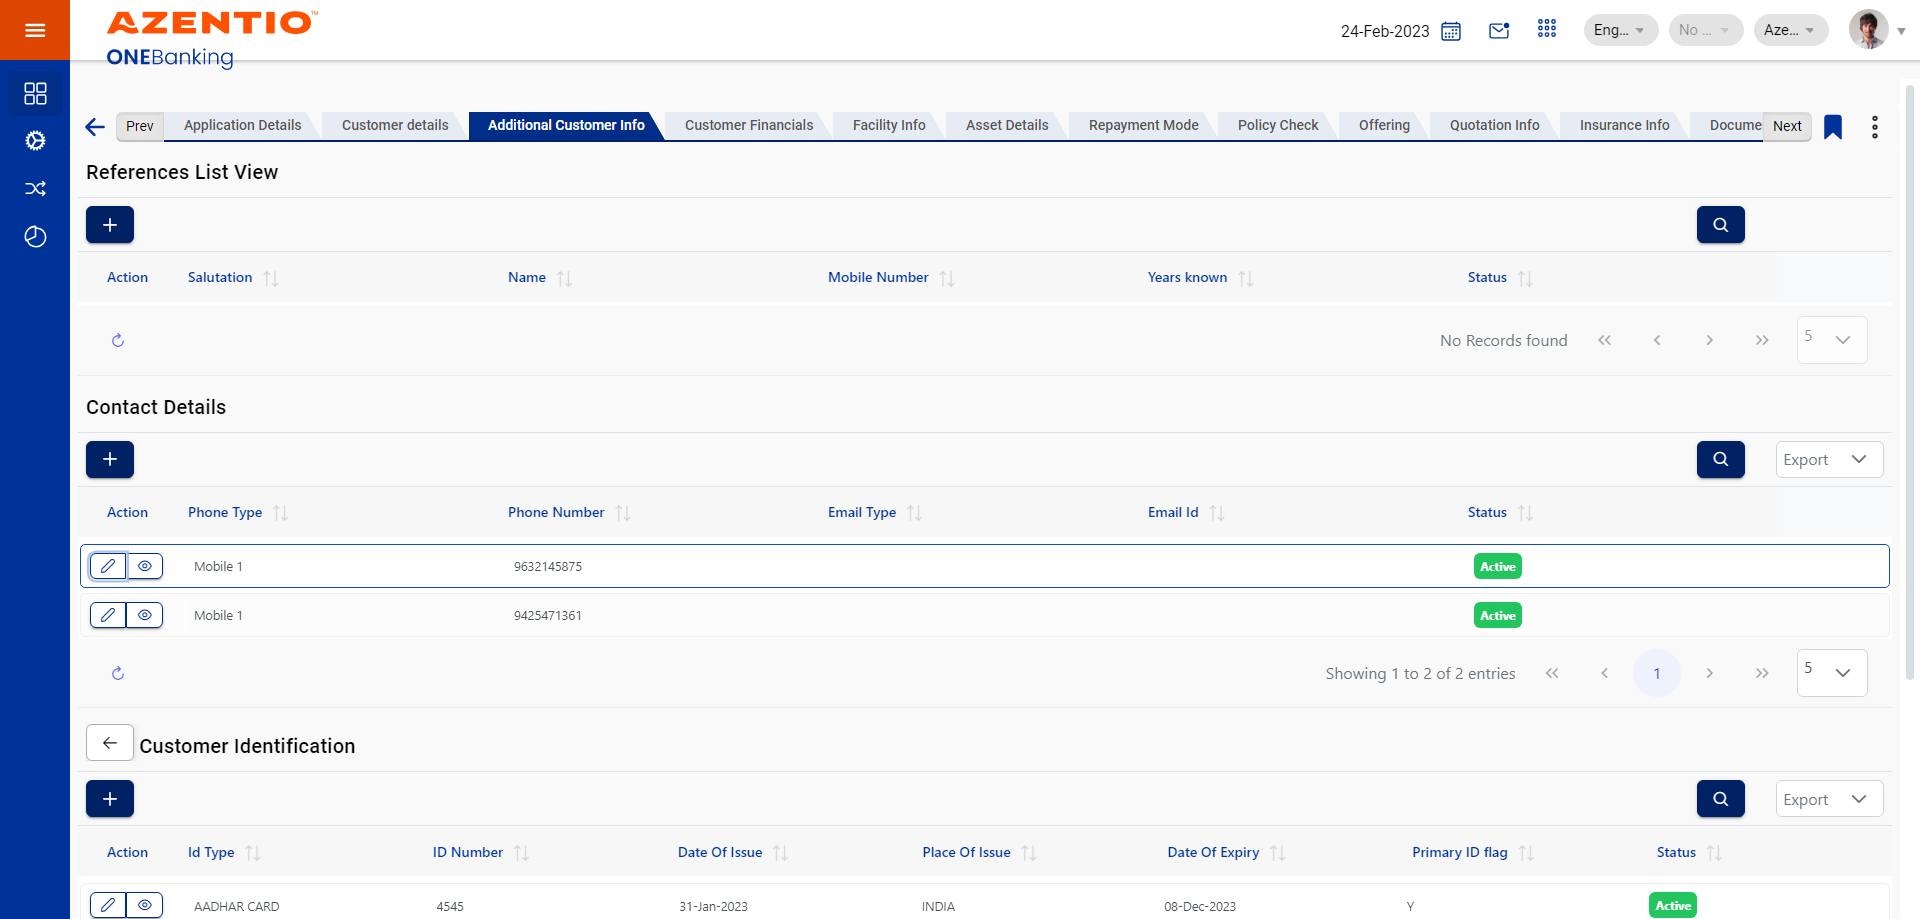 AZENTIO™
ONEBanking
24-Feb-2023 Eng... No ... Aze...
Prev Application Details Customer details Additional Customer Info Customer Financials Facility Info Asset Details Repayment Mode Policy Check Offering Quotation Info Insurance Info Docume Next
References List View
Action Salutation Name Mobile Number Years known Status
No Records found 5
Contact Details
Export
Action Phone Type Phone Number Email Type Email Id Status
Mobile 1 9632145875 Active
Mobile 1 9425471361 Active
Showing 1 to 2 of 2 entries 1 5
Customer Identification
Export
Action Id Type ID Number Date Of Issue Place Of Issue Date Of Expiry Primary ID flag Status
AADHAR CARD 4545 31-Jan-2023 INDIA 08-Dec-2023 Y Active